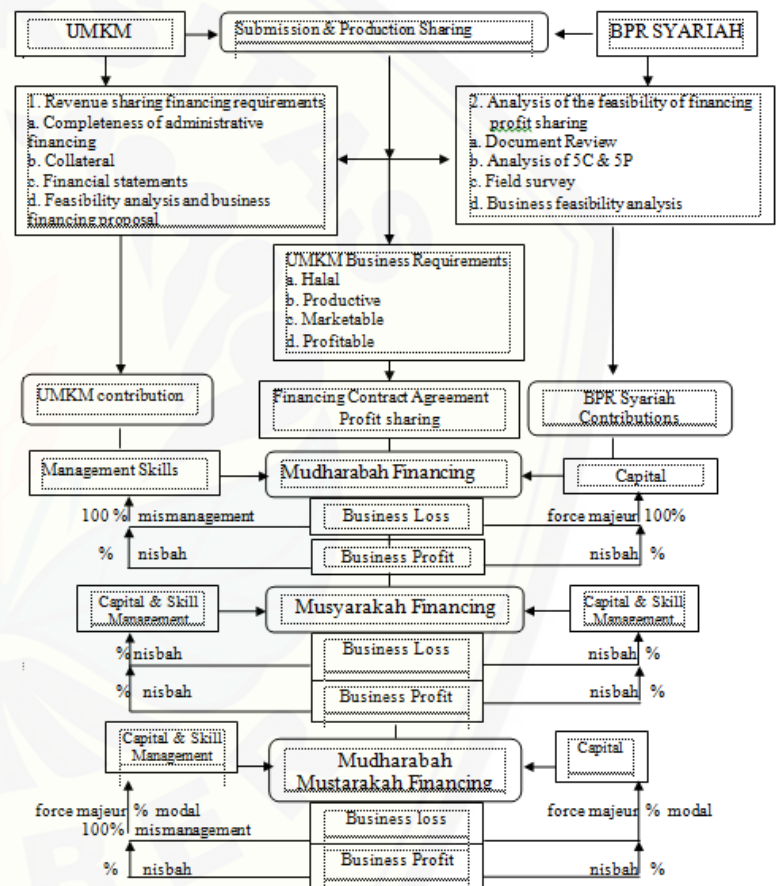 UMKM
Submission & Production Sharing
BPR SYARIAH
1. Revenue sharing financing requirements
a. Completeness of administrative
financing
b. Collateral
c. Financial statements
d. Feasibility analysis and business
financing proposal
2. Analysis of the feasibility of financing
profit sharing
a. Document Review
b. Analysis of 5C & 5P
c. Field survey
d. Business feasibility analysis
UMKM Business Requirements
a. Halal
b. Productive
c. Marketable
d. Profitable
UMKM contribution
Financing Contract Agreement
Profit sharing
BPR Syariah
Contributions
Management Skills
Mudharabah Financing
Capital
100 % mismanagement
Business Loss
force majeur 100%
% nisbah
Business Profit
nisbah %
Capital & Skill
Management
Musyarakah Financing
Capital & Skill
Management
% nisbah
Business Loss
nisbah %
% nisbah
Business Profit
nisbah %
Capital & Skill
Management
Mudharabah
Mustarakah Financing
Capital
force majeur % modal
100% mismanagement
Business loss
force majeur % modal
% nisbah
Business Profit
nisbah %